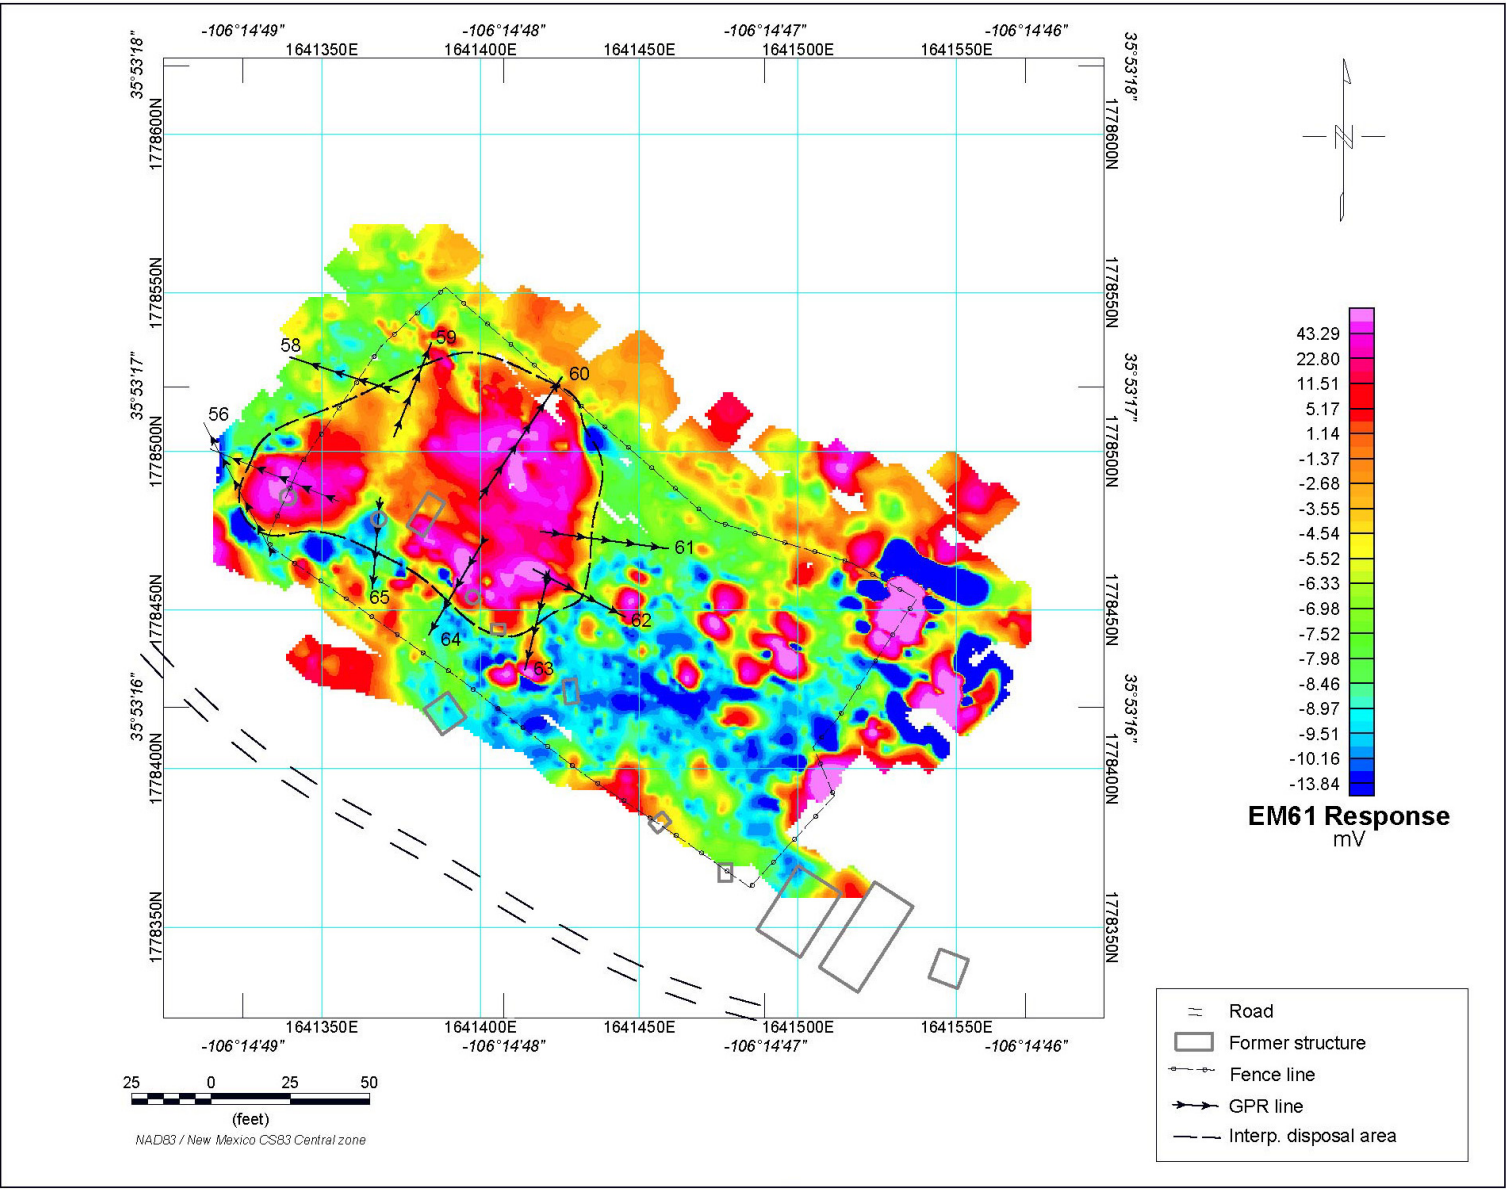 -106°14'49" -106°14'48" -106°14'47" -106°14'46"
1641350E 1641400E 1641450E 1641500E 1641550E
35°53'18" 35°53'18"
1778600N 1778600N
N
1778550N 1778550N
35°53'17" 35°53'17"
59
58
60
56
1778500N 1778500N
61
65
62
64
63
1778450N 1778450N
35°53'16" 35°53'16"
1778400N 1778400N
1778350N 1778350N
43.29
22.80
11.51
5.17
1.14
-1.37
-2.68
-3.55
-4.54
-5.52
-6.33
-6.98
-7.52
-7.98
-8.46
-8.97
-9.51
-10.16
-13.84
EM61 Response
mV
1641350E 1641400E 1641450E 1641500E 1641550E
-106°14'49" -106°14'48" -106°14'47" -106°14'46"
25 0 25 50
(feet)
NAD83 / New Mexico CS83 Central zone
Road
Former structure
Fence line
GPR line
Interp. disposal area